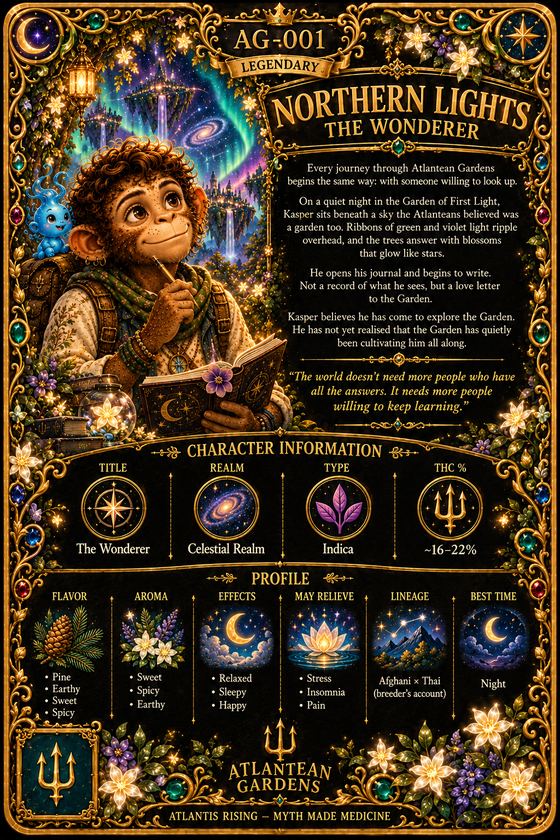 AG-001
LEGENDARY
NORTHERN LIGHTS
THE WONDERER
Every journey through Atlantean Gardens
begins the same way: with someone willing to look up.
On a quiet night in the Garden of First Light,
Kasper sits beneath a sky the Atlanteans believed was
a garden too. Ribbons of green and violet light ripple
overhead, and the trees answer with blossoms
that glow like stars.
He opens his journal and begins to write.
Not a record of what he sees, but a love letter
to the Garden.
Kasper believes he has come to explore the Garden.
He has not yet realised that the Garden has quietly
been cultivating him all along.
“The world doesn’t need more people who have
all the answers. It needs more people
willing to keep learning.”
CHARACTER INFORMATION
TITLE
The Wonderer
REALM
Celestial Realm
TYPE
Indica
THC %
~16–22%
PROFILE
FLAVOR
• Pine
• Earthy
• Sweet
• Spicy
AROMA
• Sweet
• Spicy
• Earthy
EFFECTS
• Relaxed
• Sleepy
• Happy
MAY RELIEVE
• Stress
• Insomnia
• Pain
LINEAGE
Afghani × Thai
(breeder’s account)
BEST TIME
Night
ATLANTEAN
GARDENS
ATLANTIS RISING – MYTH MADE MEDICINE